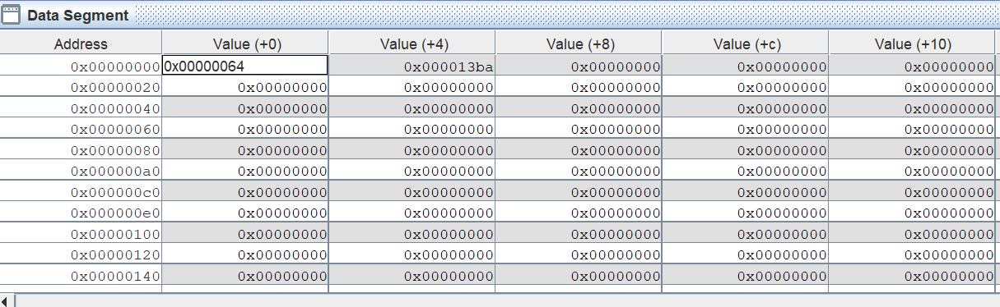 Data Segment
Address Value (+0) Value (+4) Value (+8) Value (+c) Value (+10)
0x00000000 0x00000064 0x000013ba 0x00000000 0x00000000 0x00000000
0x00000020 0x00000000 0x00000000 0x00000000 0x00000000 0x00000000
0x00000040 0x00000000 0x00000000 0x00000000 0x00000000 0x00000000
0x00000060 0x00000000 0x00000000 0x00000000 0x00000000 0x00000000
0x00000080 0x00000000 0x00000000 0x00000000 0x00000000 0x00000000
0x000000a0 0x00000000 0x00000000 0x00000000 0x00000000 0x00000000
0x000000c0 0x00000000 0x00000000 0x00000000 0x00000000 0x00000000
0x000000e0 0x00000000 0x00000000 0x00000000 0x00000000 0x00000000
0x00000100 0x00000000 0x00000000 0x00000000 0x00000000 0x00000000
0x00000120 0x00000000 0x00000000 0x00000000 0x00000000 0x00000000
0x00000140 0x00000000 0x00000000 0x00000000 0x00000000 0x00000000